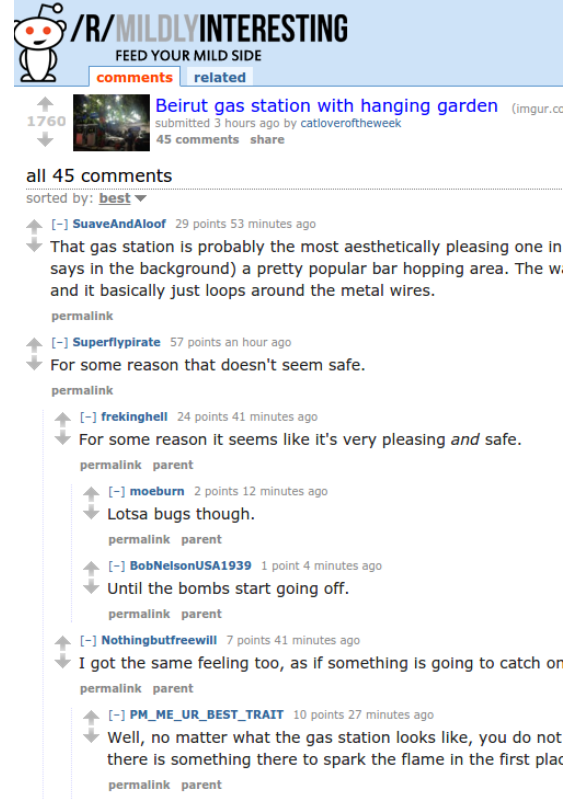 /R/MILDLYINTERESTING
FEED YOUR MILD SIDE
comments related
Beirut gas station with hanging garden (imgur.co
1760
submitted 3 hours ago by catloveroftheweek
45 comments share
all 45 comments
sorted by: best
[–] SuaveAndAloof 29 points 53 minutes ago
That gas station is probably the most aesthetically pleasing one in
says in the background) a pretty popular bar hopping area. The wa
and it basically just loops around the metal wires.
permalink
[–] Superflypirate 57 points an hour ago
For some reason that doesn't seem safe.
permalink
[–] frekinghell 24 points 41 minutes ago
For some reason it seems like it's very pleasing and safe.
permalink parent
[–] moeburn 2 points 12 minutes ago
Lotsa bugs though.
permalink parent
[–] BobNelsonUSA1939 1 point 4 minutes ago
Until the bombs start going off.
permalink parent
[–] Nothingbutfreewill 7 points 41 minutes ago
I got the same feeling too, as if something is going to catch on
permalink parent
[–] PM_ME_UR_BEST_TRAIT 10 points 27 minutes ago
Well, no matter what the gas station looks like, you do not
there is something there to spark the flame in the first plac
permalink parent